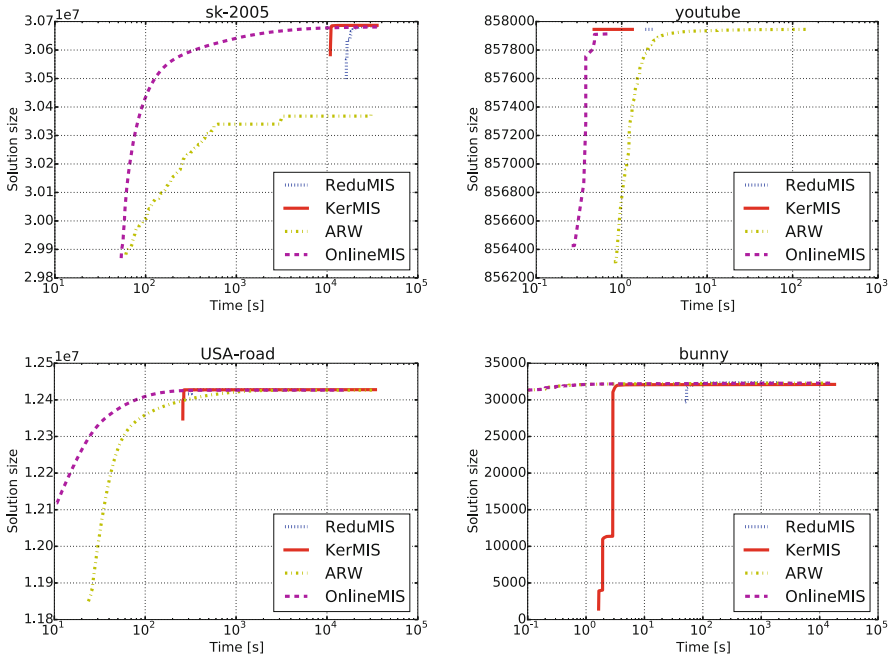 sk-2005
1e7
3.07
3.06
3.05
3.04
3.03
3.02
3.01
3.00
2.99
2.98
Solution size
10^1 10^2 10^3 10^4 10^5
Time [s]
ReduMIS
KerMIS
ARW
OnlineMIS
youtube
858000
857800
857600
857400
857200
857000
856800
856600
856400
856200
Solution size
10^-1 10^0 10^1 10^2 10^3
Time [s]
ReduMIS
KerMIS
ARW
OnlineMIS
USA-road
1e7
1.25
1.24
1.23
1.22
1.20
1.19
1.18
Solution size
10^1 10^2 10^3 10^4 10^5
Time [s]
ReduMIS
KerMIS
ARW
OnlineMIS
bunny
35000
30000
25000
20000
15000
10000
5000
0
Solution size
10^-1 10^0 10^1 10^2 10^3 10^4 10^5
Time [s]
ReduMIS
KerMIS
ARW
OnlineMIS